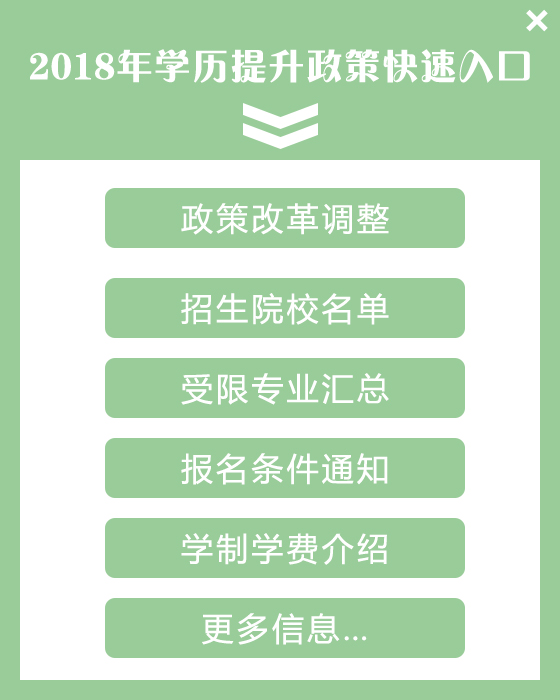 2018年学历提升政策快速入口
政策改革调整
招生院校名单
受限专业汇总
报名条件通知
学制学费介绍
更多信息...